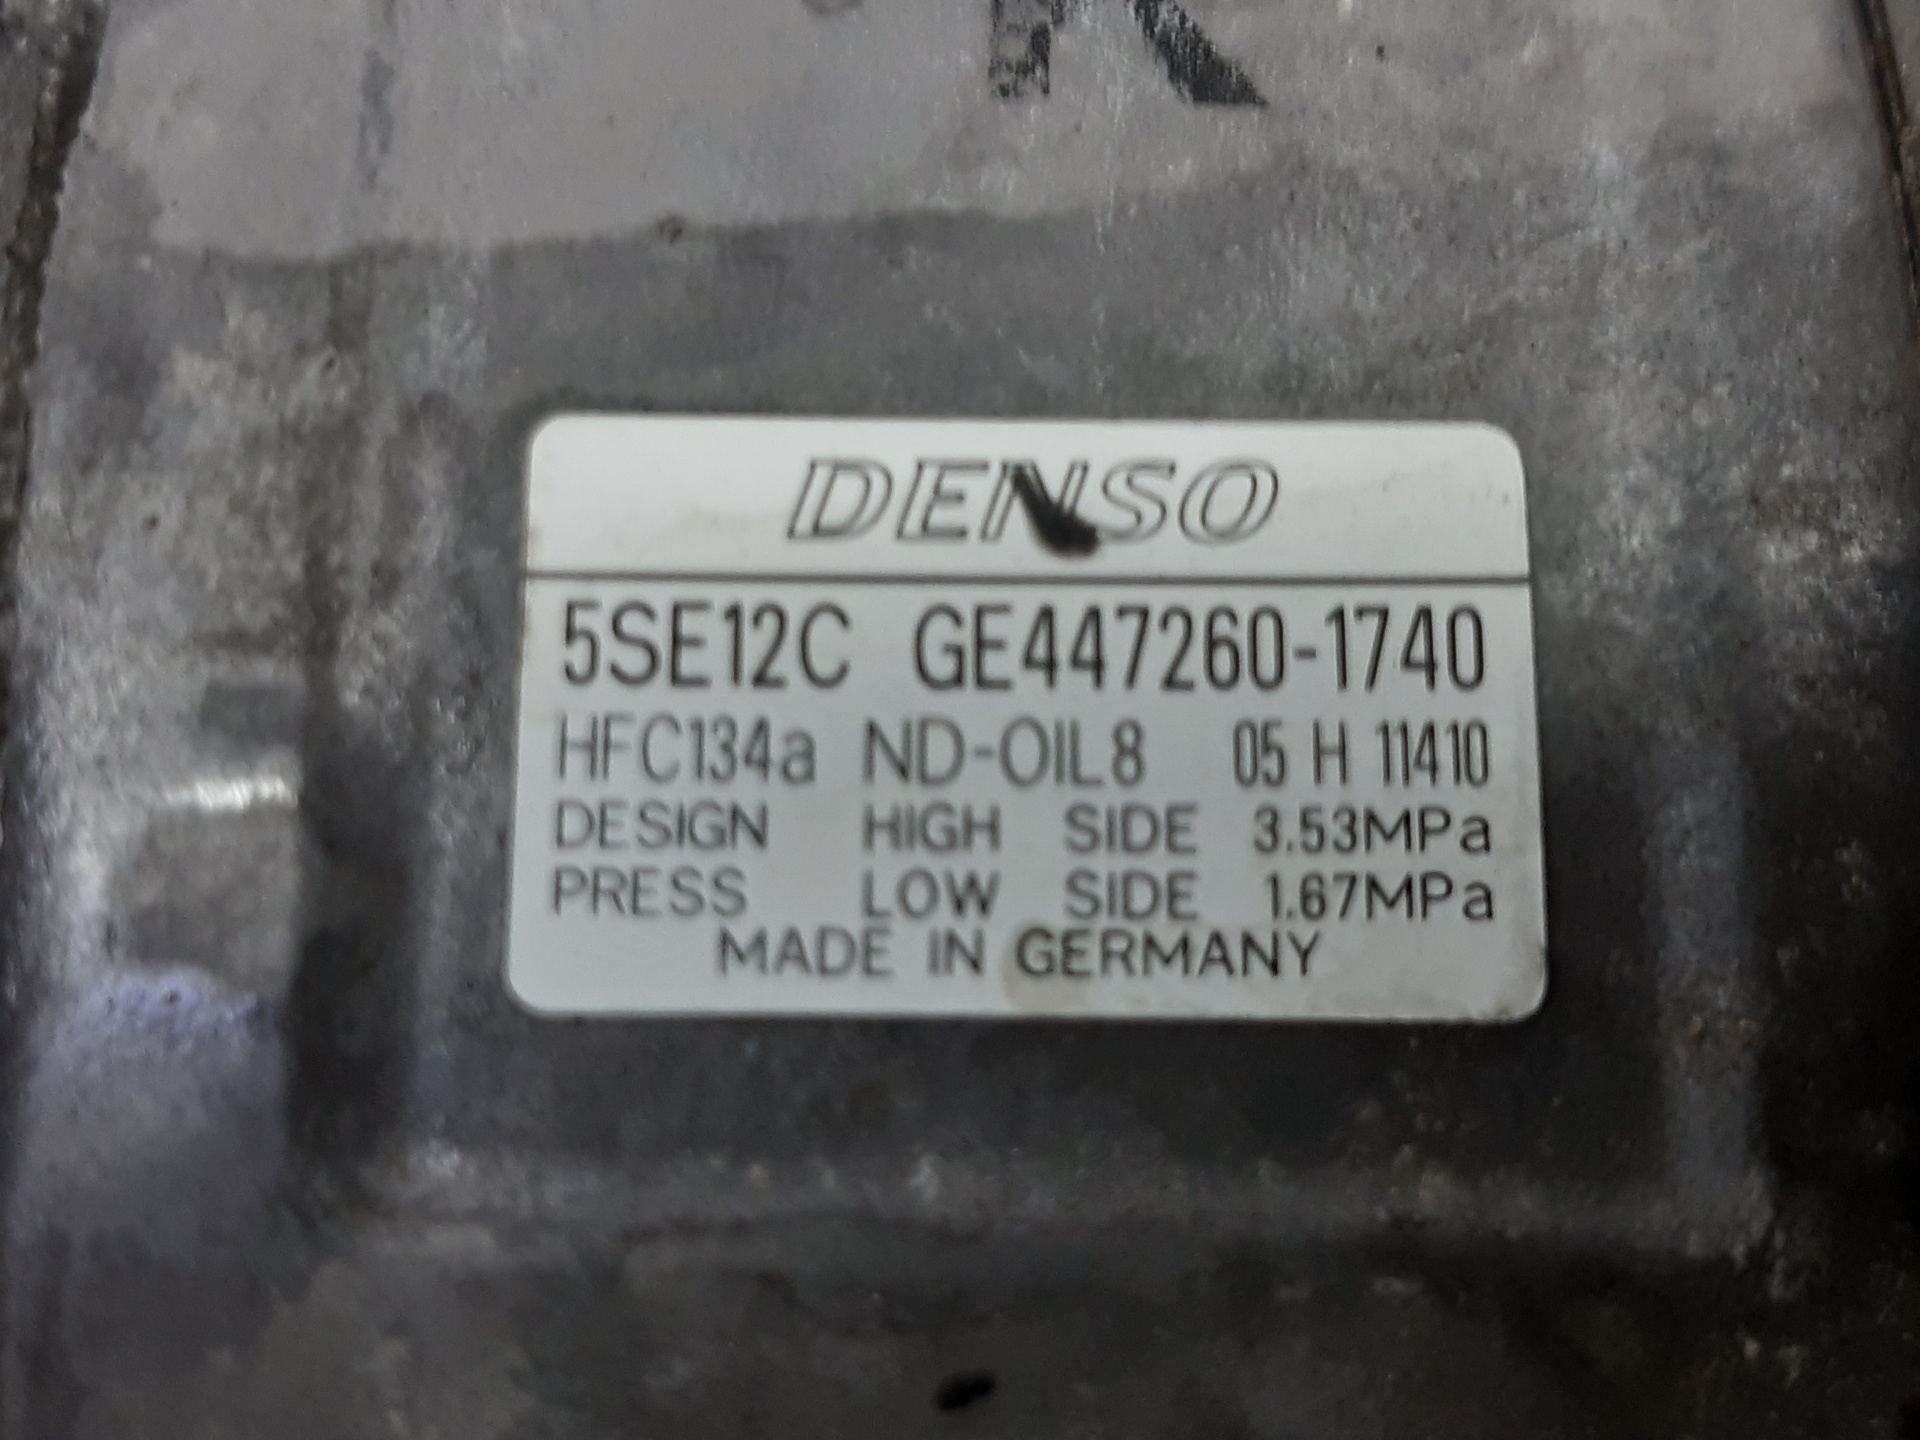 DENSO
5SE12C GE447260-1740
HFC134a ND-OIL8 05 H 11410
DESIGN HIGH SIDE 3.53MPa
PRESS LOW SIDE 1.67MPa
MADE IN GERMANY